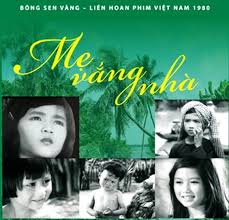 BÔNG SEN VÀNG – LIÊN HOAN PHIM VIỆT NAM 1980
Mẹ
vắng nhà